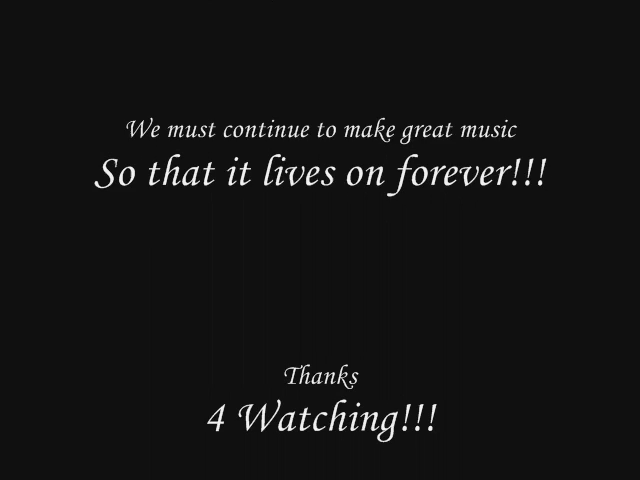 We must continue to make great music
So that it lives on forever!!!
Thanks
4 Watching!!!